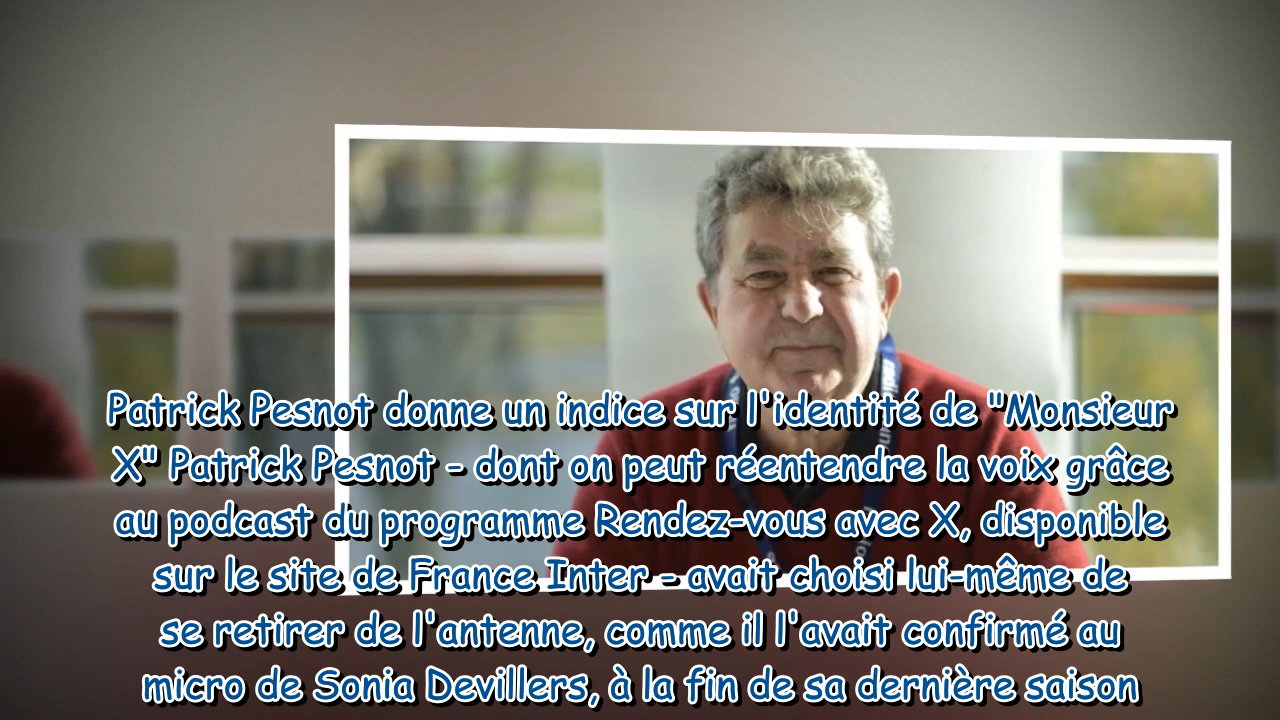 Patrick Pesnot donne un indice sur l'identité de "Monsieur
X" Patrick Pesnot - dont on peut réentendre la voix grâce
au podcast du programme Rendez-vous avec X, disponible
sur le site de France Inter - avait choisi lui-même de
se retirer de l'antenne, comme il l'avait confirmé au
micro de Sonia Devillers, à la fin de sa dernière saison